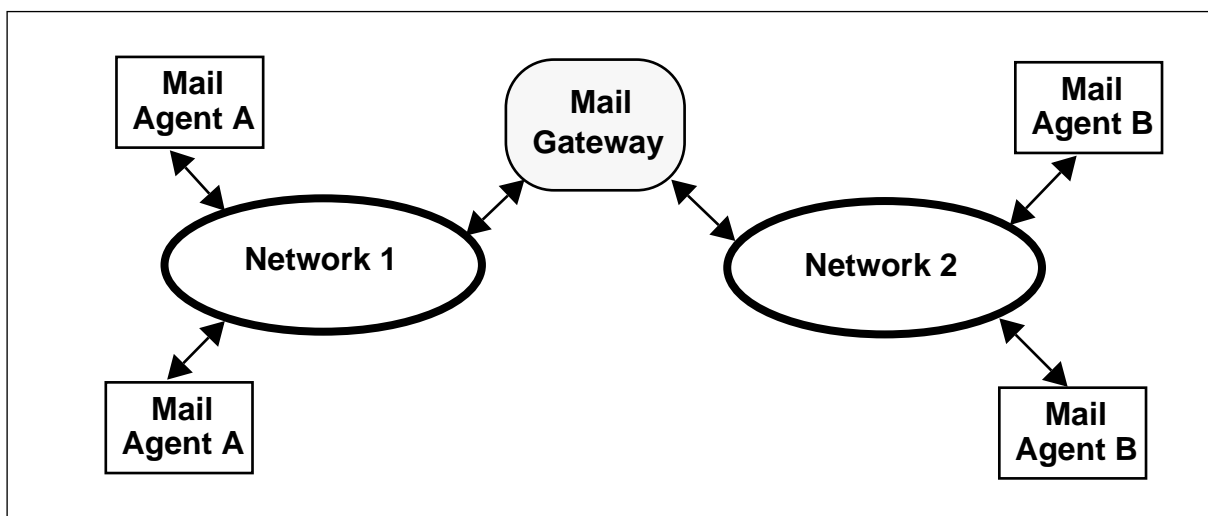 Mail
Agent A
Mail
Gateway
Mail
Agent B
Network 1
Network 2
Mail
Agent A
Mail
Agent B